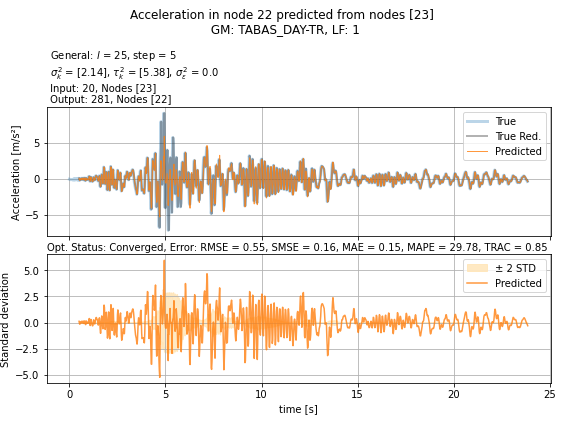 Acceleration in node 22 predicted from nodes [23]
GM: TABAS_DAY-TR, LF: 1
General: l = 25, step = 5
σ²ₖ = [2.14], τ²ₖ = [5.38], σ²ε = 0.0
Input: 20, Nodes [23]
Output: 281, Nodes [22]
Acceleration [m/s²]
5
0
−5
True
True Red.
Predicted
Opt. Status: Converged, Error: RMSE = 0.55, SMSE = 0.16, MAE = 0.15, MAPE = 29.78, TRAC = 0.85
Standard deviation
5.0
2.5
0.0
−2.5
−5.0
± 2 STD
Predicted
0 5 10 15 20 25
time [s]